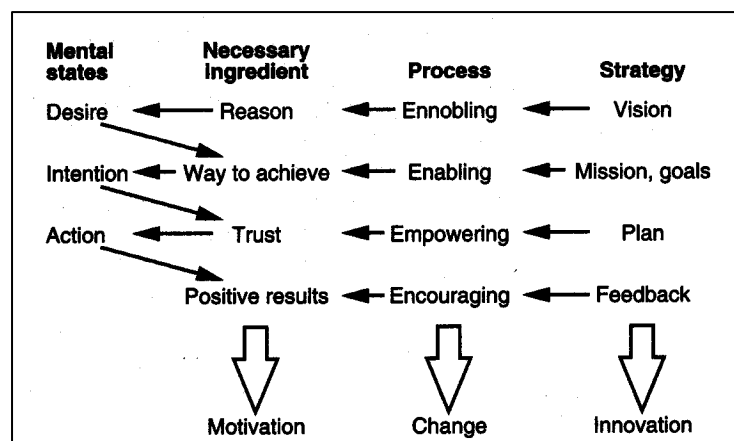 Mental states Necessary Ingredient Process Strategy
Desire Reason Ennobling Vision
Intention Way to achieve Enabling Mission, goals
Action Trust Empowering Plan
Positive results Encouraging Feedback
Motivation Change Innovation